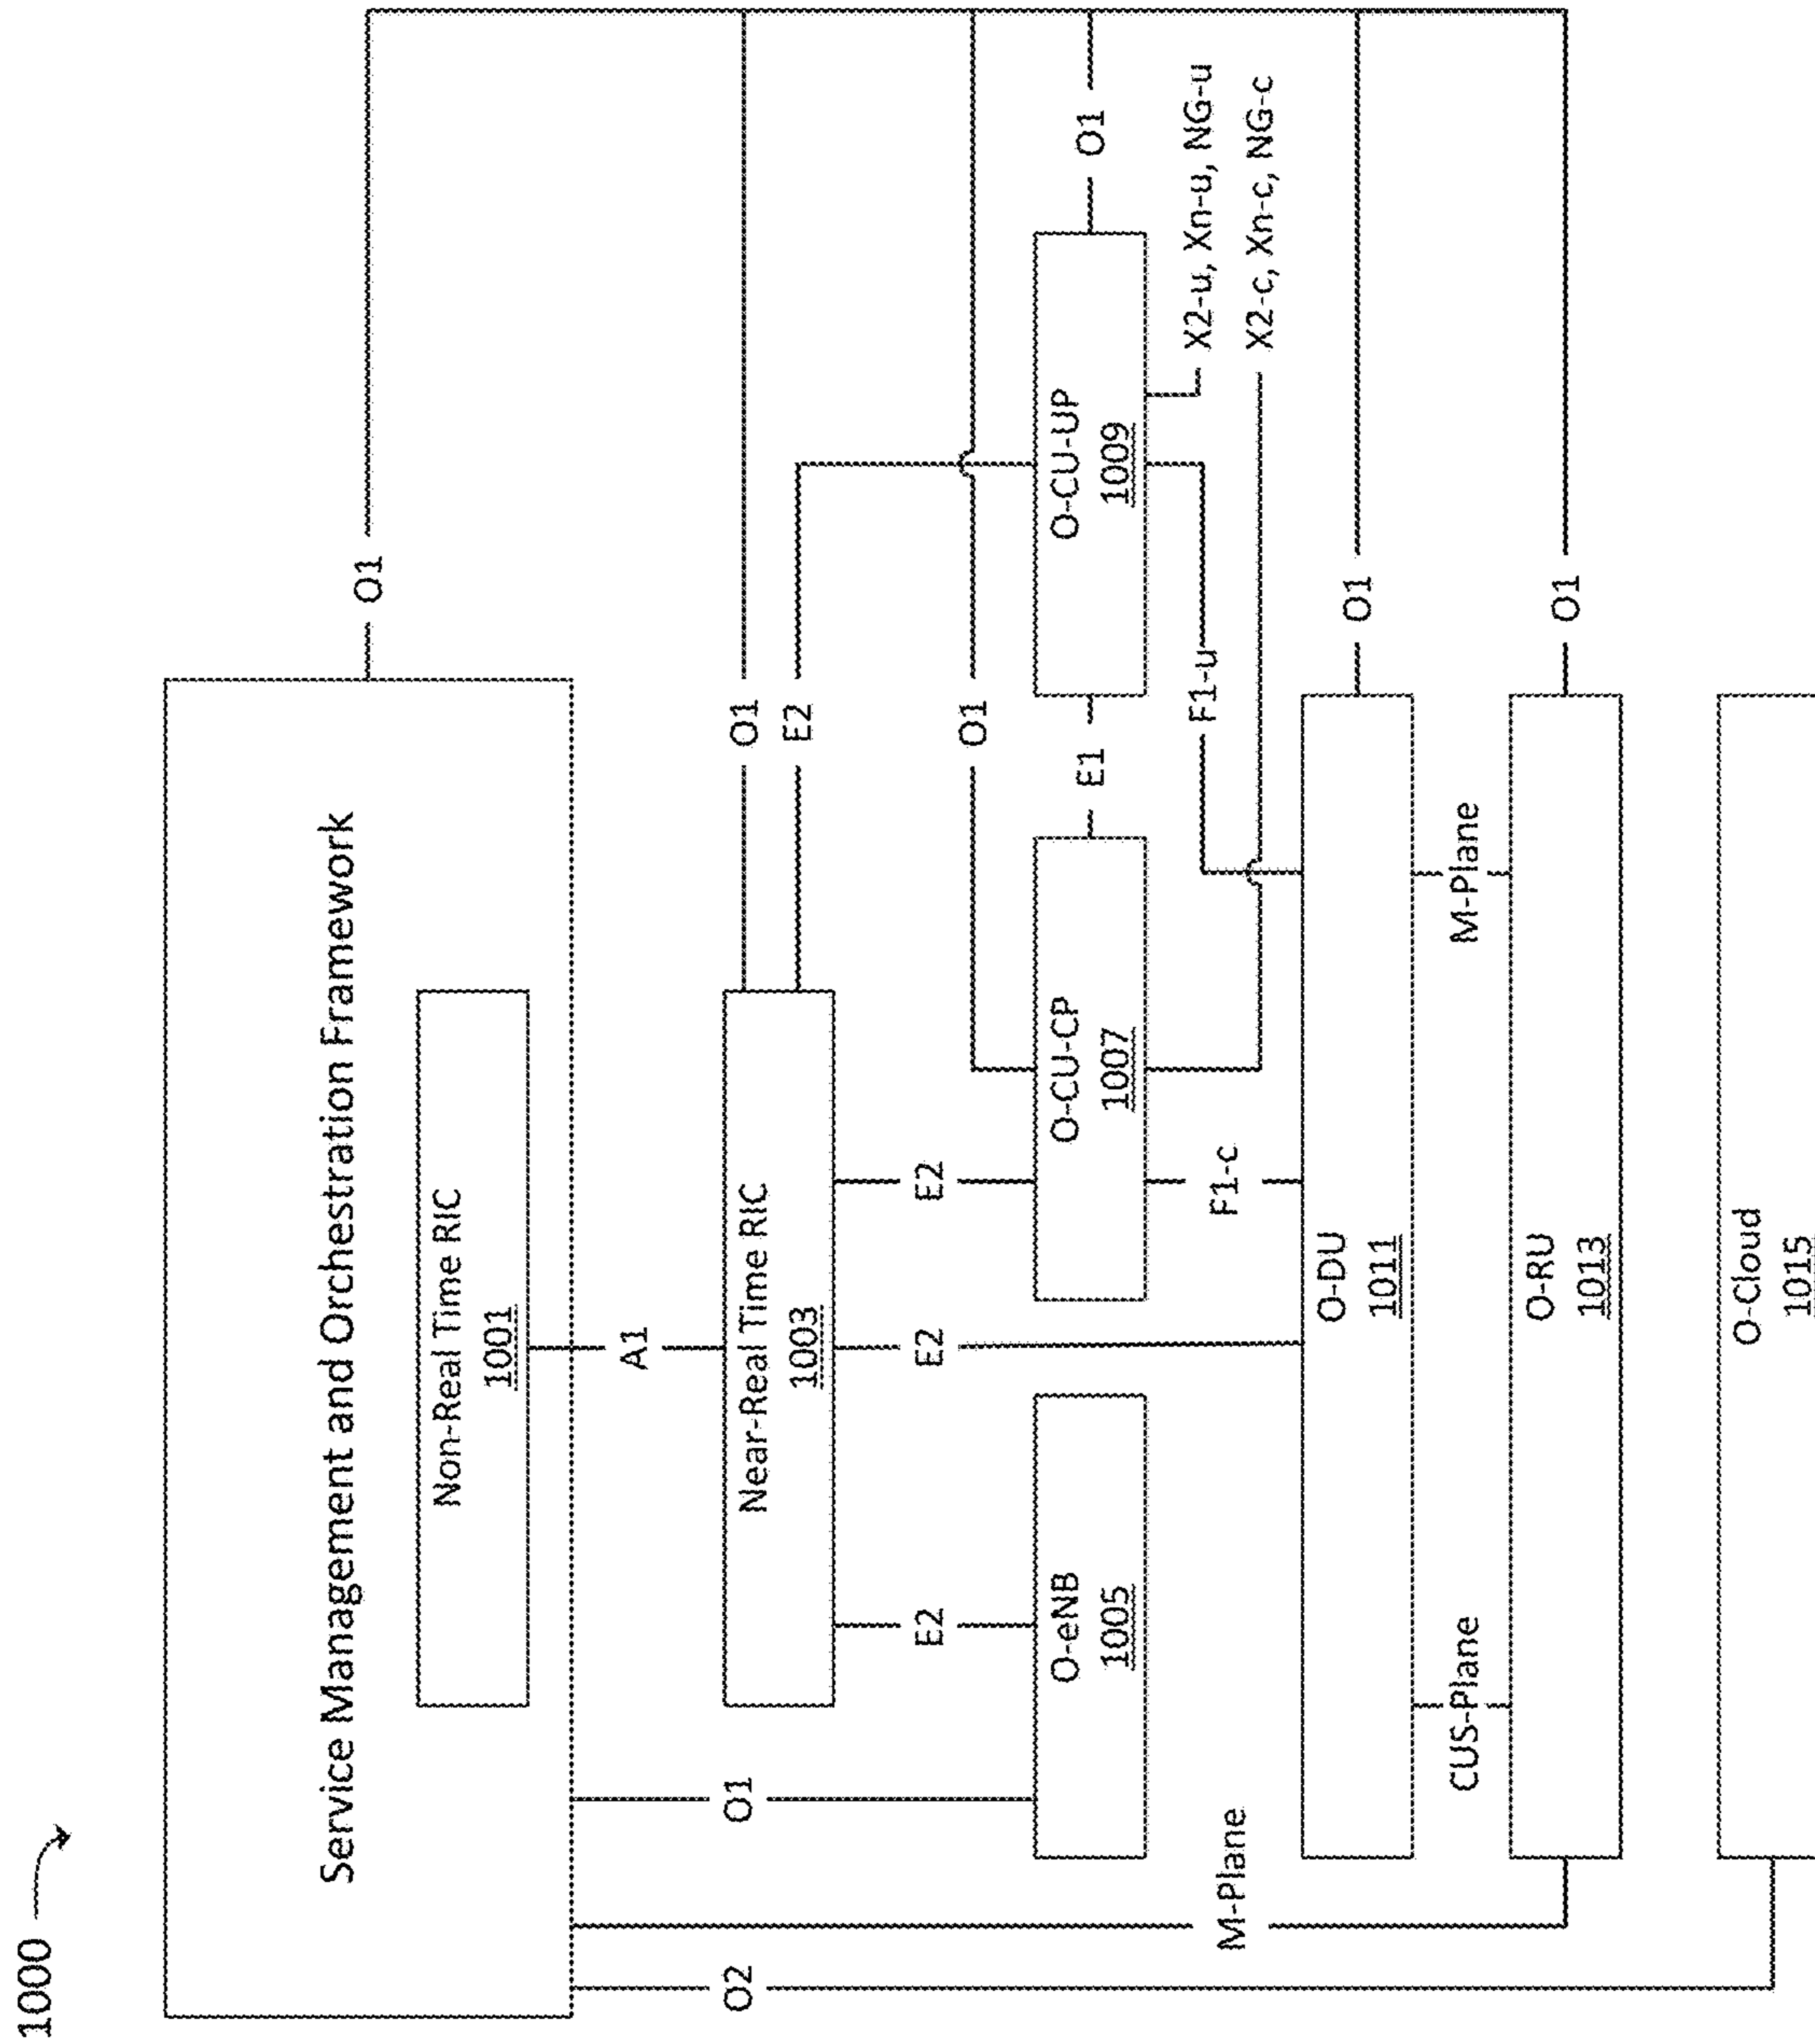 1000
Service Management and Orchestration Framework
Non-Real Time RIC
1001
O1
A1
O2
O1
Near-Real Time RIC
1003
O1
E2
E2
E2
E2
O1
O-eNB
1005
O-CU-CP
1007
E1
O-CU-UP
1009
O1
M-Plane
F1-c
F1-u
X2-u, Xn-u, NG-u
X2-c, Xn-c, NG-c
O-DU
1011
O1
CUS-Plane
M-Plane
O-RU
1013
O1
O-Cloud
1015